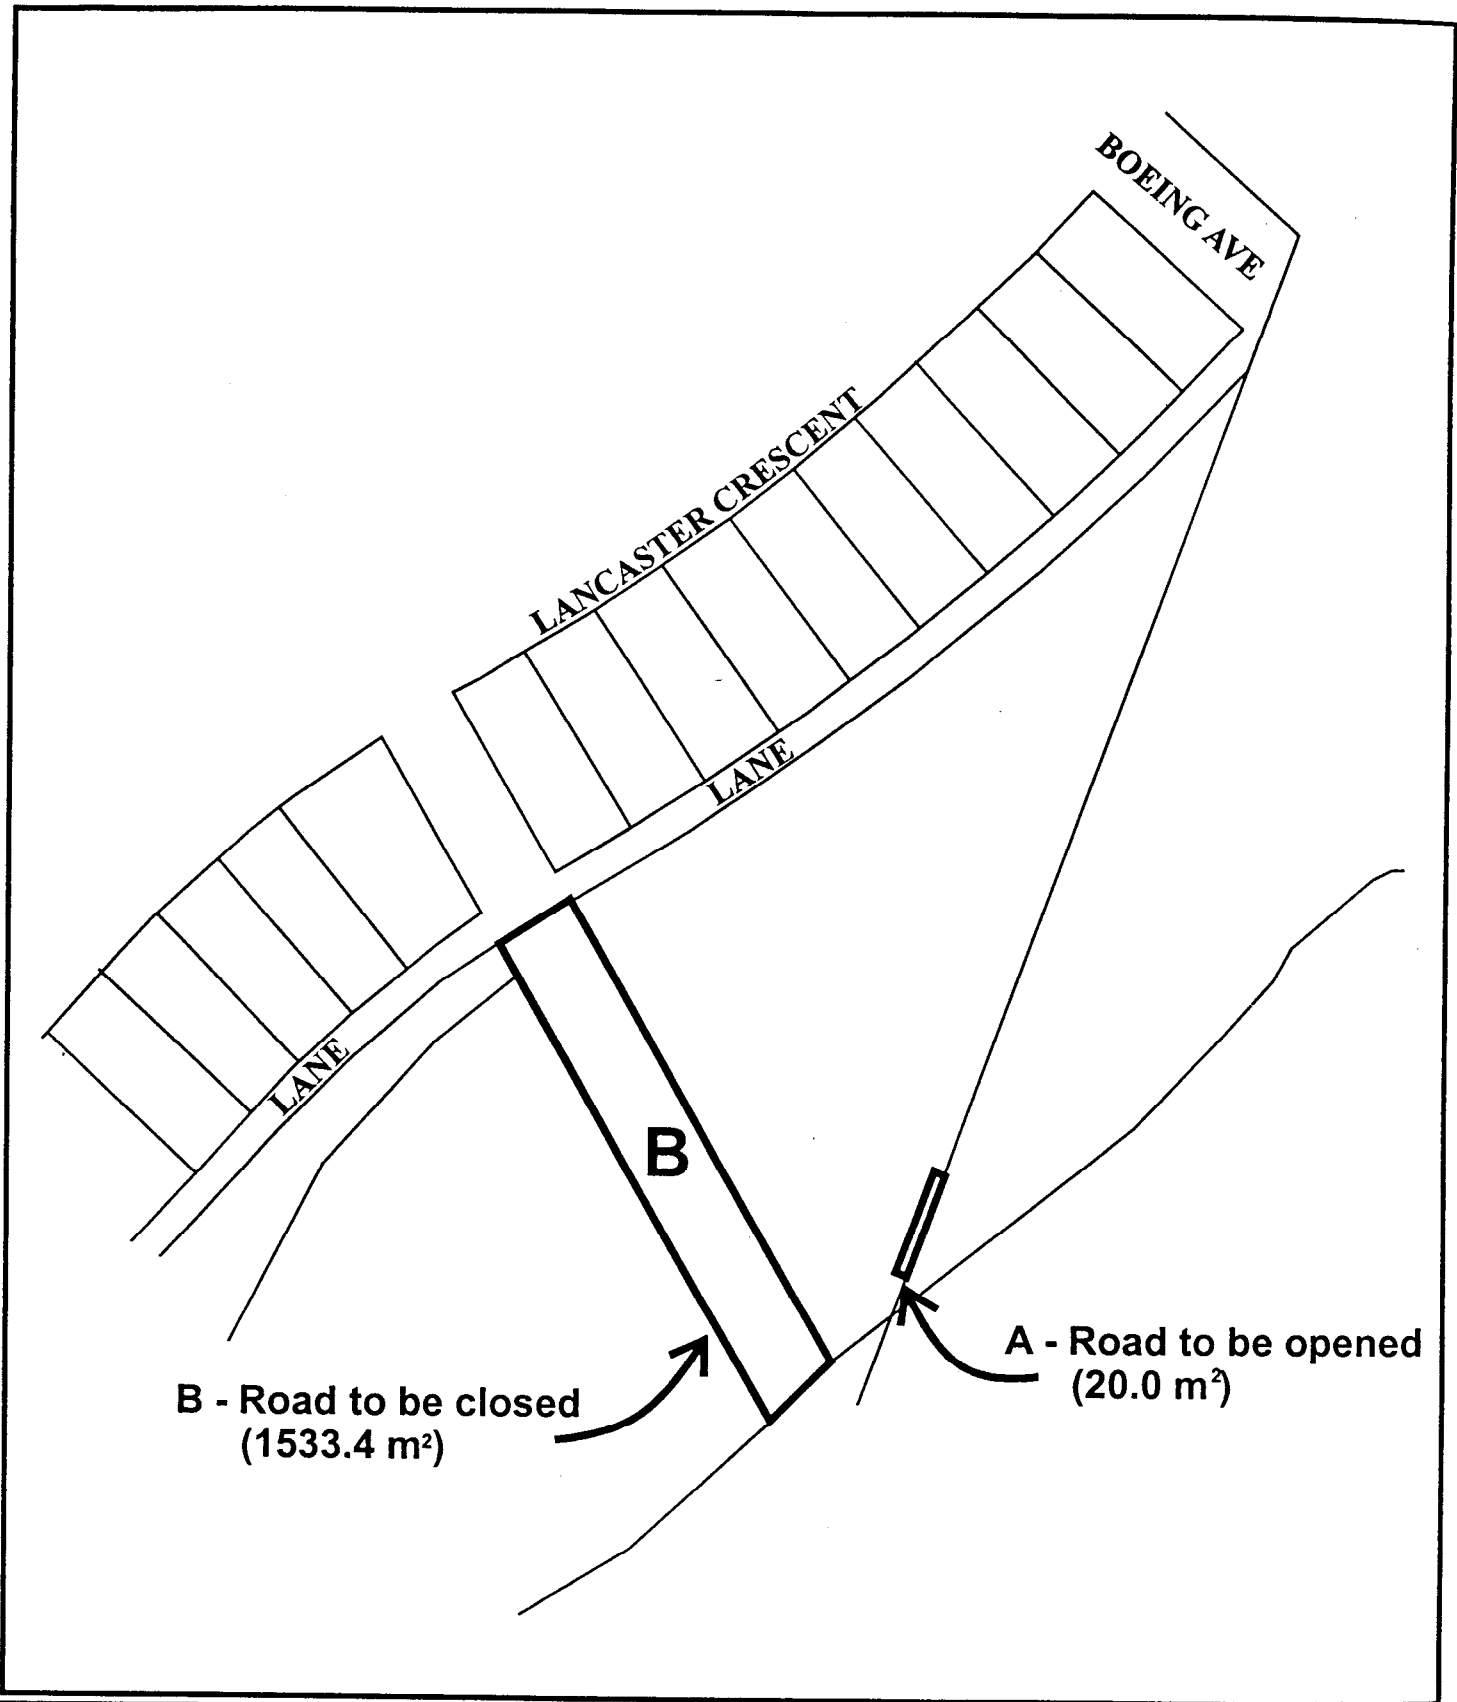 BOEING AVE
LANCASTER CRESCENT
LANE
LANE
B
A - Road to be opened
(20.0 m²)
B - Road to be closed
(1533.4 m²)